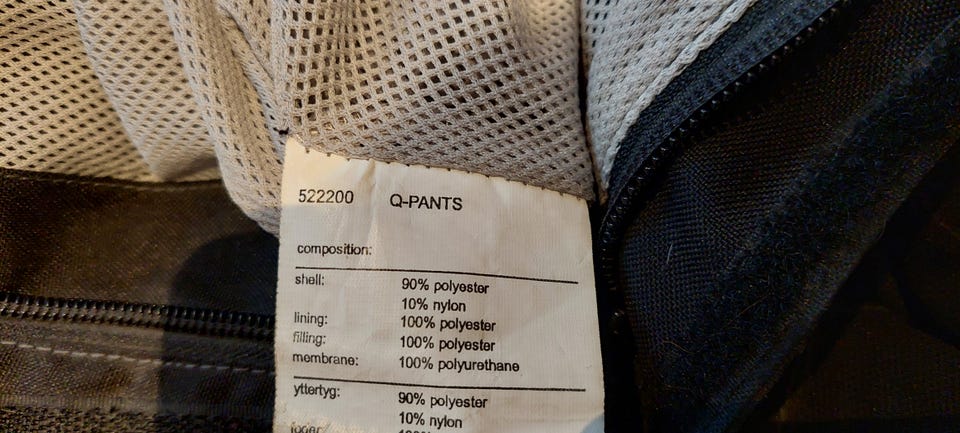 522200 Q-PANTS
composition:
shell: 90% polyester
10% nylon
lining: 100% polyester
filling: 100% polyester
membrane: 100% polyurethane
yttertyg: 90% polyester
10% nylon
foder: